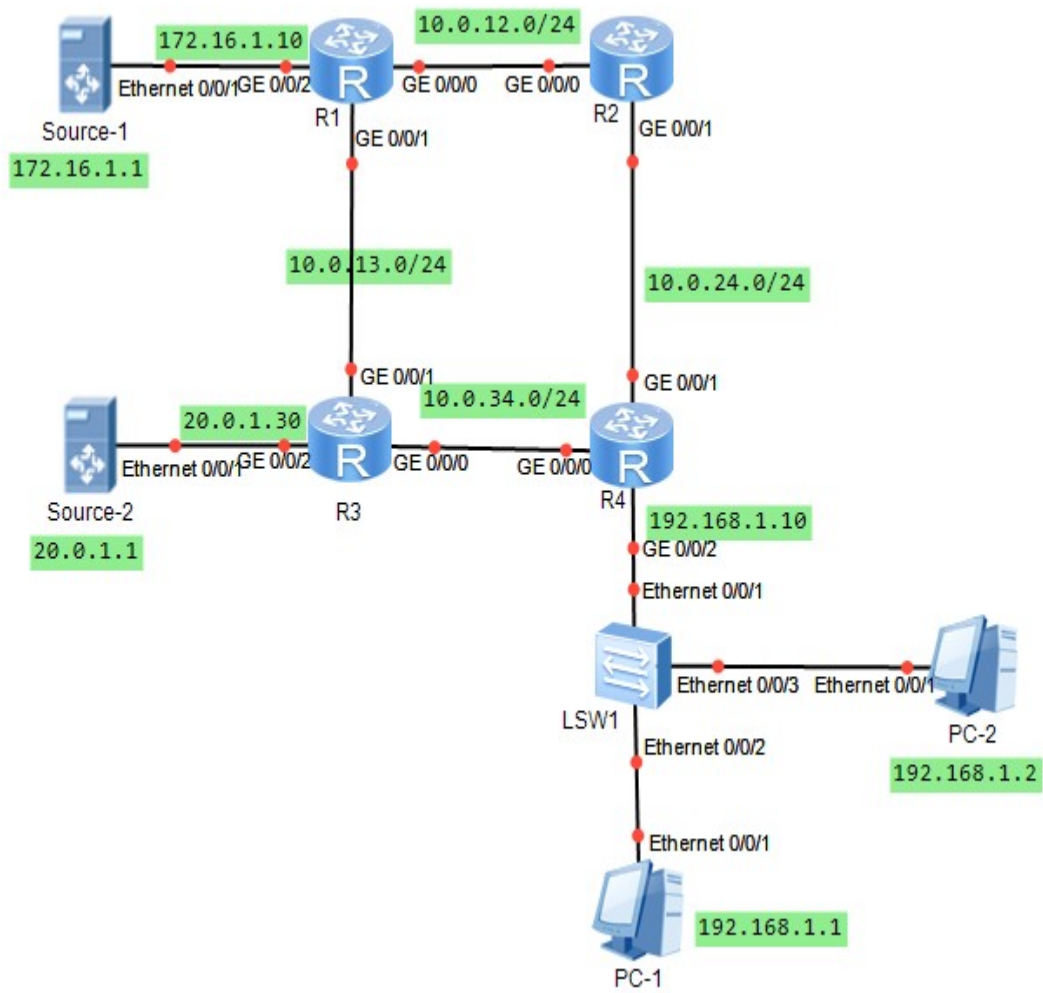 10.0.12.0/24
172.16.1.10
Ethernet 0/0/1
GE 0/0/2
R
GE 0/0/0
GE 0/0/0
R
Source-1
R1
R2
172.16.1.1
GE 0/0/1
GE 0/0/1
10.0.13.0/24
10.0.24.0/24
GE 0/0/1
GE 0/0/1
10.0.34.0/24
20.0.1.30
Ethernet 0/0/1
GE 0/0/2
R
GE 0/0/0
GE 0/0/0
R
Source-2
R3
R4
20.0.1.1
192.168.1.10
GE 0/0/2
Ethernet 0/0/1
Ethernet 0/0/3
Ethernet 0/0/1
LSW1
PC-2
Ethernet 0/0/2
192.168.1.2
Ethernet 0/0/1
192.168.1.1
PC-1